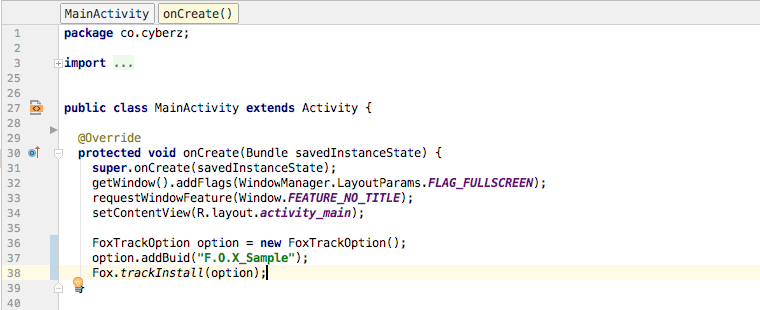 MainActivity onCreate()
1 package co.cyberz;
2
3 import ...
25
26
27 public class MainActivity extends Activity {
28
29 @Override
30 protected void onCreate(Bundle savedInstanceState) {
31 super.onCreate(savedInstanceState);
32 getWindow().addFlags(WindowManager.LayoutParams.FLAG_FULLSCREEN);
33 requestWindowFeature(Window.FEATURE_NO_TITLE);
34 setContentView(R.layout.activity_main);
35
36 FoxTrackOption option = new FoxTrackOption();
37 option.addBuid("F.O.X_Sample");
38 Fox.trackInstall(option);
39 }
40